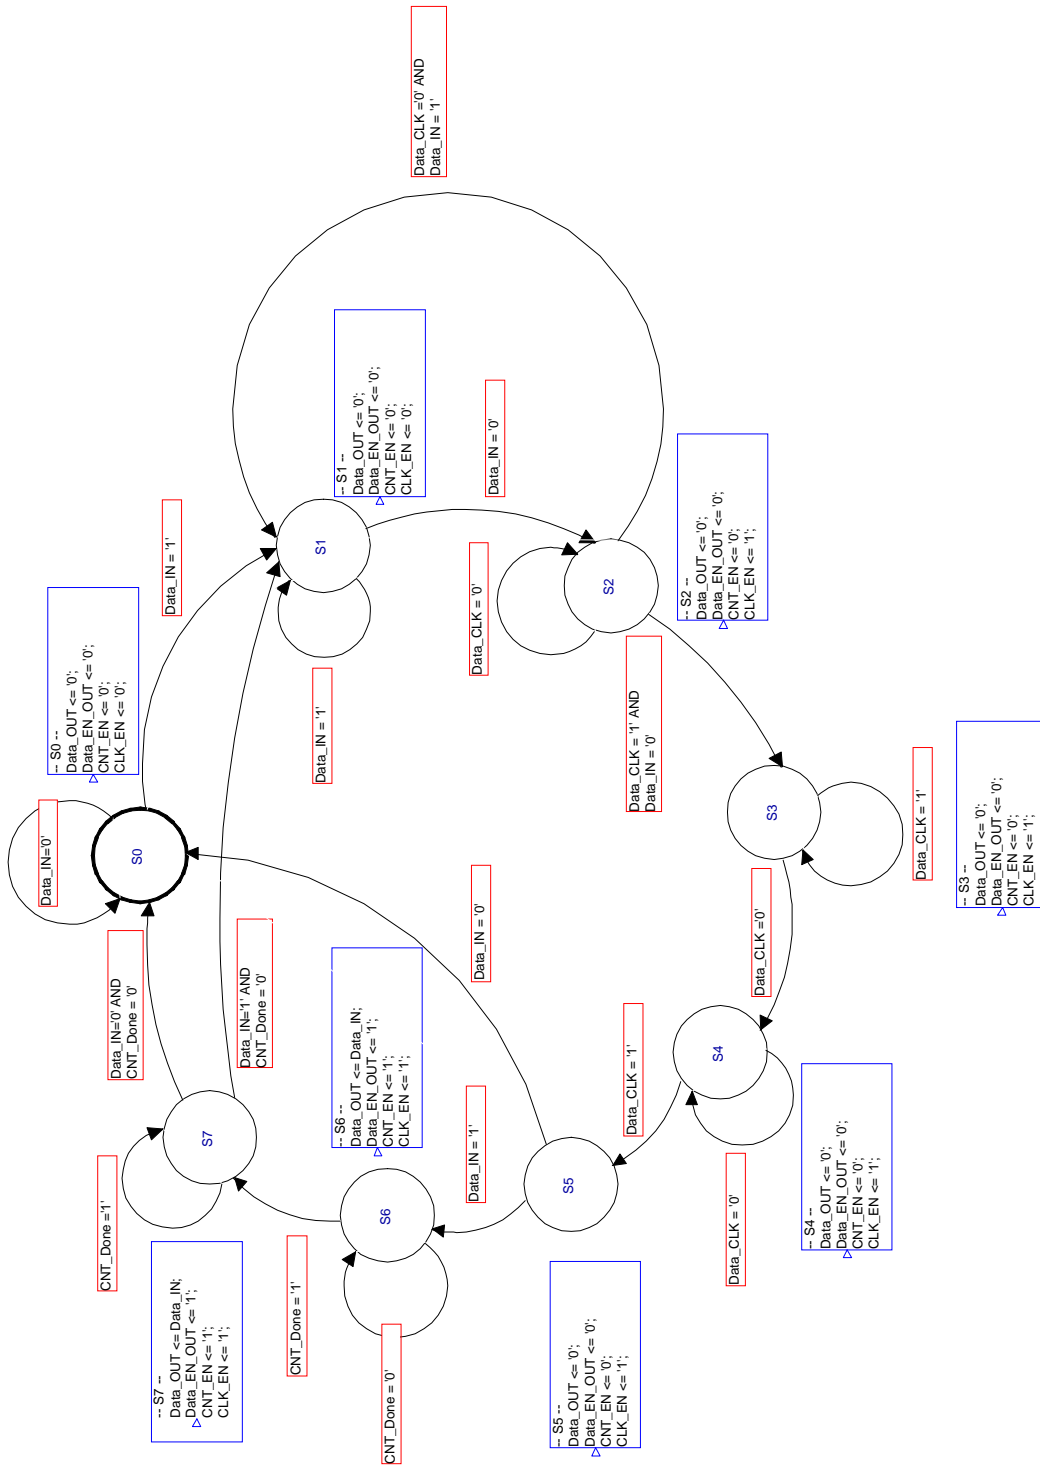 Data_IN='0'
-- S0 --
Data_OUT <= '0';
Data_EN_OUT <= '0';
CNT_EN <= '0';
CLK_EN <= '0';
S0
Data_IN = '1'
Data_IN='0' AND
CNT_Done = '0'
Data_IN='1' AND
CNT_Done = '0'
CNT_Done='1'
S7
-- S7 --
Data_OUT <= Data_IN;
Data_EN_OUT <= '1';
CNT_EN <= '1';
CLK_EN <= '1';
CNT_Done = '1'
-- S6 --
Data_OUT <= Data_IN;
Data_EN_OUT <= '1';
CNT_EN <= '1';
CLK_EN <= '1';
S6
CNT_Done = '0'
S1
-- S1 --
Data_OUT <= '0';
Data_EN_OUT <= '0';
CNT_EN <= '0';
CLK_EN <= '0';
Data_IN = '1'
Data_CLK ='0' AND
Data_IN = '1'
Data_IN = '0'
Data_IN = '1'
Data_IN = '0'
Data_CLK = '0'
S5
-- S5 --
Data_OUT <= '0';
Data_EN_OUT <= '0';
CNT_EN <= '0';
CLK_EN <= '1';
S2
Data_CLK = '1'
Data_CLK = '1' AND
Data_IN = '0'
-- S2 --
Data_OUT <= '0';
Data_EN_OUT <= '0';
CNT_EN <= '0';
CLK_EN <= '1';
S4
Data_CLK = '0'
Data_CLK ='0'
S3
-- S4 --
Data_OUT <= '0';
Data_EN_OUT <= '0';
CNT_EN <= '0';
CLK_EN <= '1';
Data_CLK = '1'
-- S3 --
Data_OUT <= '0';
Data_EN_OUT <= '0';
CNT_EN <= '0';
CLK_EN <= '1';